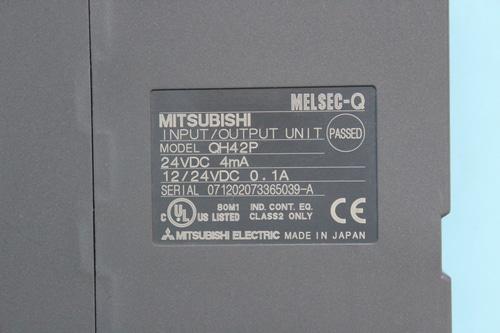 MELSEC-Q
MITSUBISHI
INPUT/OUTPUT UNIT PASSED
MODEL QH42P
24VDC 4mA
12/24VDC 0.1A
SERIAL 071202073365039-A
C UL US LISTED 80M1 IND. CONT. EQ. CLASS2 ONLY CE
MITSUBISHI ELECTRIC MADE IN JAPAN